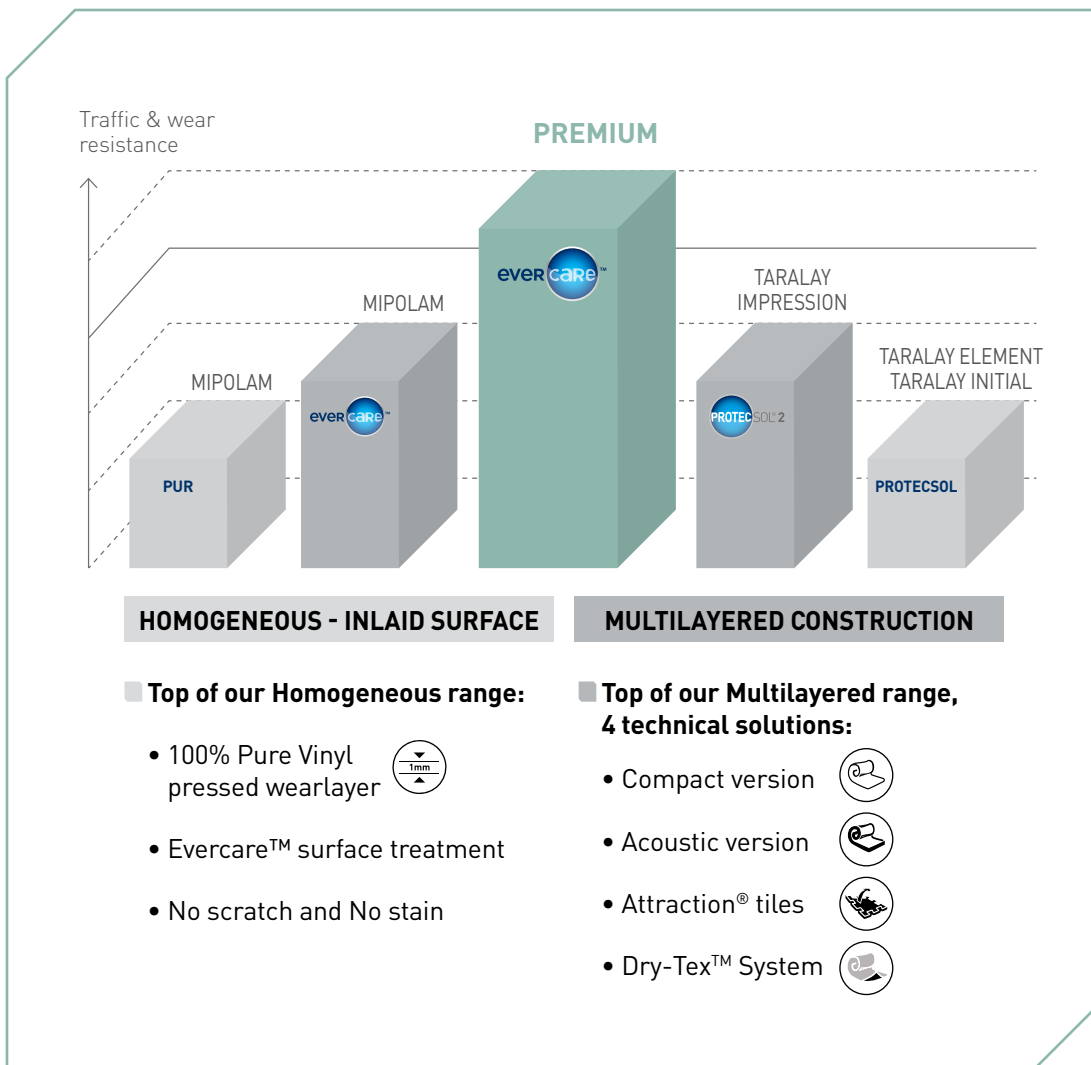 Traffic & wear
resistance
PREMIUM
evercare™
TARALAY
IMPRESSION
MIPOLAM
TARALAY ELEMENT
TARALAY INITIAL
MIPOLAM
evercare™
PROTECSOL® 2
PUR
PROTECSOL
HOMOGENEOUS - INLAID SURFACE
MULTILAYERED CONSTRUCTION
Top of our Homogeneous range:
• 100% Pure Vinyl
pressed wearlayer
1mm
• Evercare™ surface treatment
• No scratch and No stain
Top of our Multilayered range,
4 technical solutions:
• Compact version
• Acoustic version
• Attraction® tiles
• Dry-Tex™ System